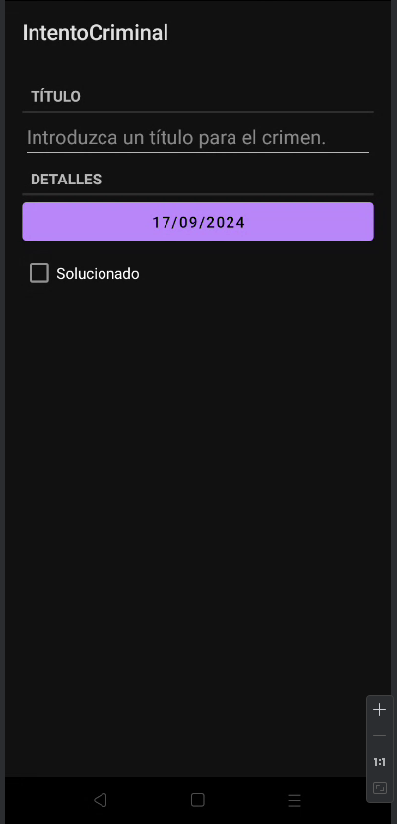 IntentoCriminal
TÍTULO
Introduzca un título para el crimen.
DETALLES
17/09/2024
Solucionado
1:1